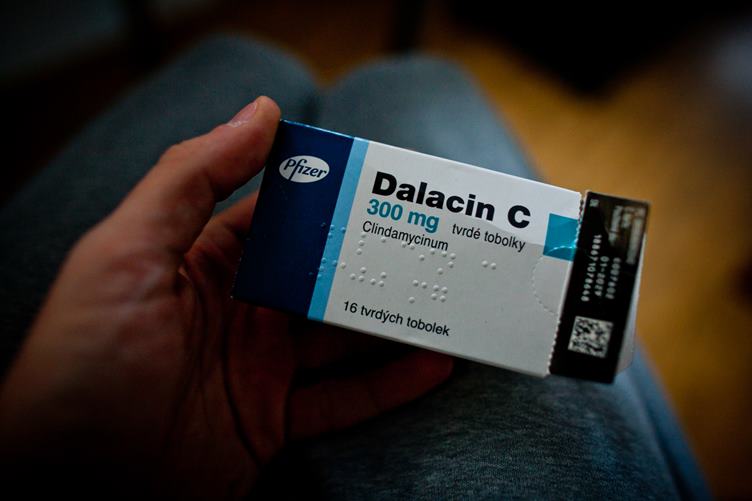 Pfizer
Dalacin C
300 mg tvrdé tobolky
Clindamycinum
16 tvrdých tobolek